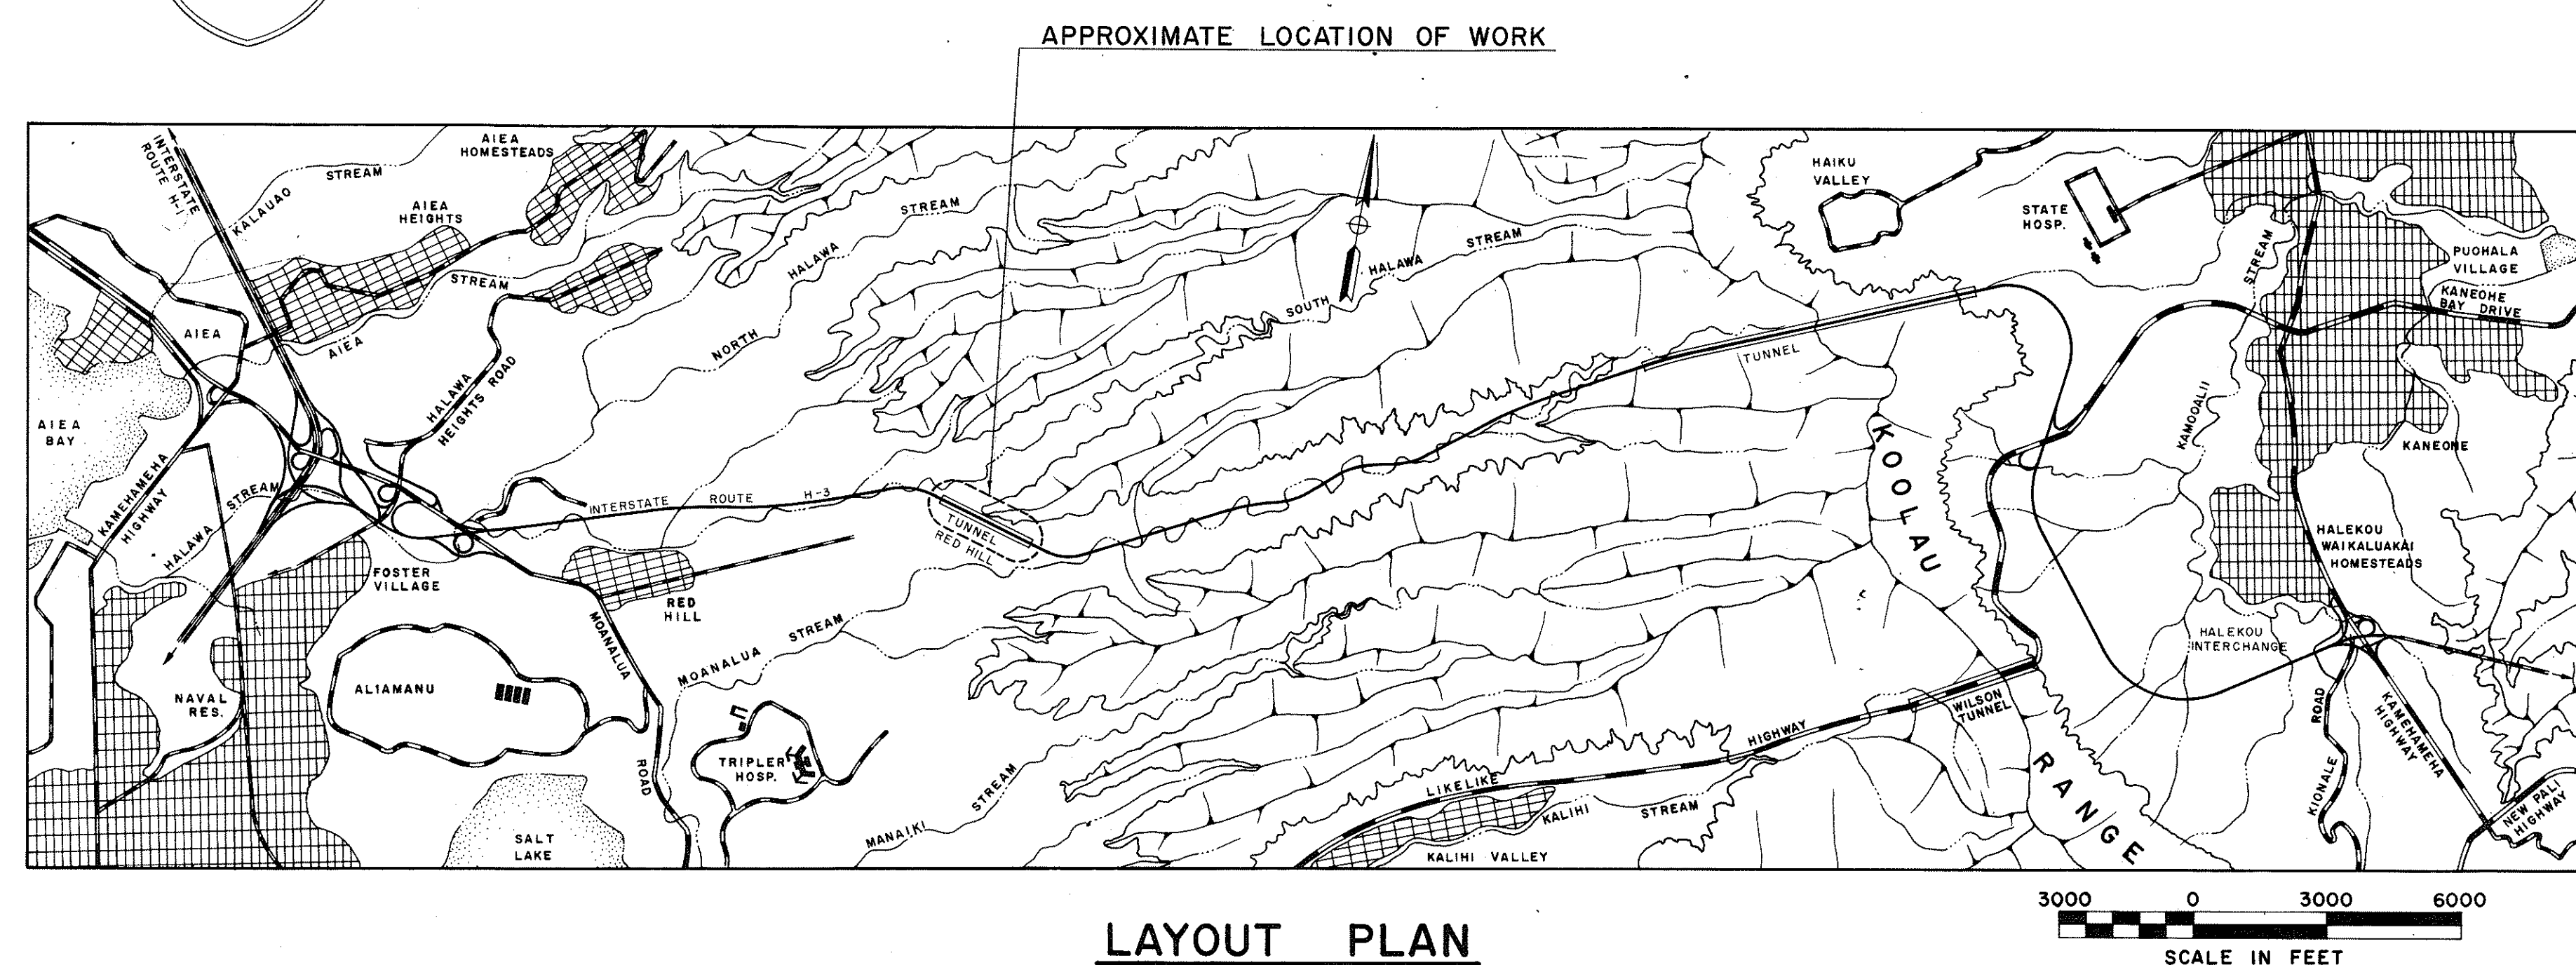 APPROXIMATE LOCATION OF WORK
INTERSTATE
ROUTE H-1
KALAUAO
STREAM
AIEA
HOMESTEADS
AIEA
HEIGHTS
STREAM
AIEA
AIEA
AIEA
BAY
KAMEHAMEHA
HIGHWAY
HALAWA
STREAM
HALAWA
HEIGHTS ROAD
NORTH
HALAWA
STREAM
SOUTH
HALAWA
STREAM
INTERSTATE ROUTE H-3
TUNNEL
RED HILL
TUNNEL
FOSTER
VILLAGE
RED
HILL
MOANALUA
ROAD
MOANALUA
STREAM
NAVAL
RES.
ALIAMANU
TRIPLER
HOSP.
SALT
LAKE
MANAIKI
STREAM
LIKELIKE
HIGHWAY
KALIHI
STREAM
KALIHI VALLEY
WILSON
TUNNEL
KOOLAU
RANGE
HAIKU
VALLEY
STATE
HOSP.
STREAM
KAMOOALII
PUOHALA
VILLAGE
KANEOHE
BAY DRIVE
KANEOHE
HALEKOU
WAIKALUAKAI
HOMESTEADS
HALEKOU
INTERCHANGE
KIONALE
ROAD
KAMEHAMEHA
HIGHWAY
NEW PALI
HIGHWAY
LAYOUT PLAN
3000 0 3000 6000
SCALE IN FEET